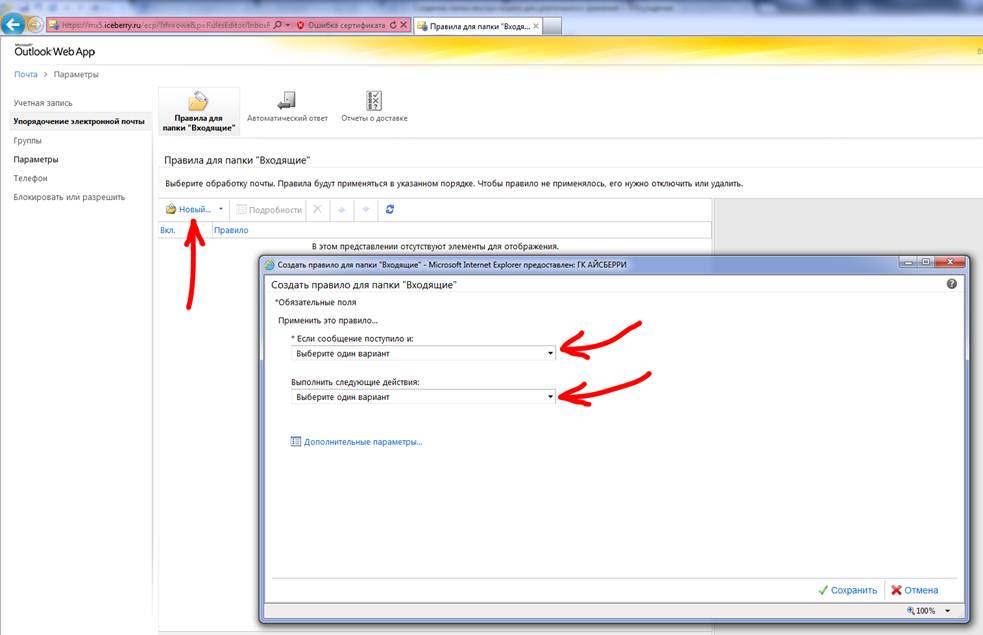 https://mx5.iceberry.ru/ecp/?rfr=owa&p=RulesEditor/InboxR
Ошибка сертификата
Правила для папки "Входя...
Microsoft
Outlook Web App
Почта > Параметры
Учетная запись
Упорядочение электронной почты
Группы
Параметры
Телефон
Блокировать или разрешить
Правила для папки "Входящие"
Автоматический ответ
Отчеты о доставке
Правила для папки "Входящие"
Выберите обработку почты. Правила будут применяться в указанном порядке. Чтобы правило не применялось, его нужно отключить или удалить.
Новый...
Подробности
Вкл.
Правило
В этом представлении отсутствуют элементы для отображения.
Создать правило для папки "Входящие" - Microsoft Internet Explorer предоставлен: ГК АЙСБЕРРИ
Создать правило для папки "Входящие"
*Обязательные поля
Применить это правило...
* Если сообщение поступило и:
Выберите один вариант
Выполнить следующие действия:
Выберите один вариант
Дополнительные параметры...
Сохранить
Отмена
100%